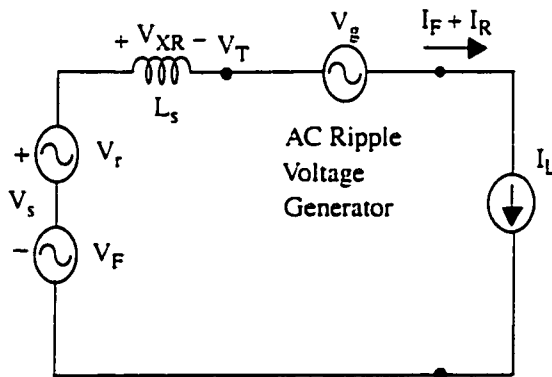 V_g
I_F + I_R
+ V_XR − V_T
L_s
AC Ripple
Voltage
Generator
+ V_r
V_s
− V_F
I_L